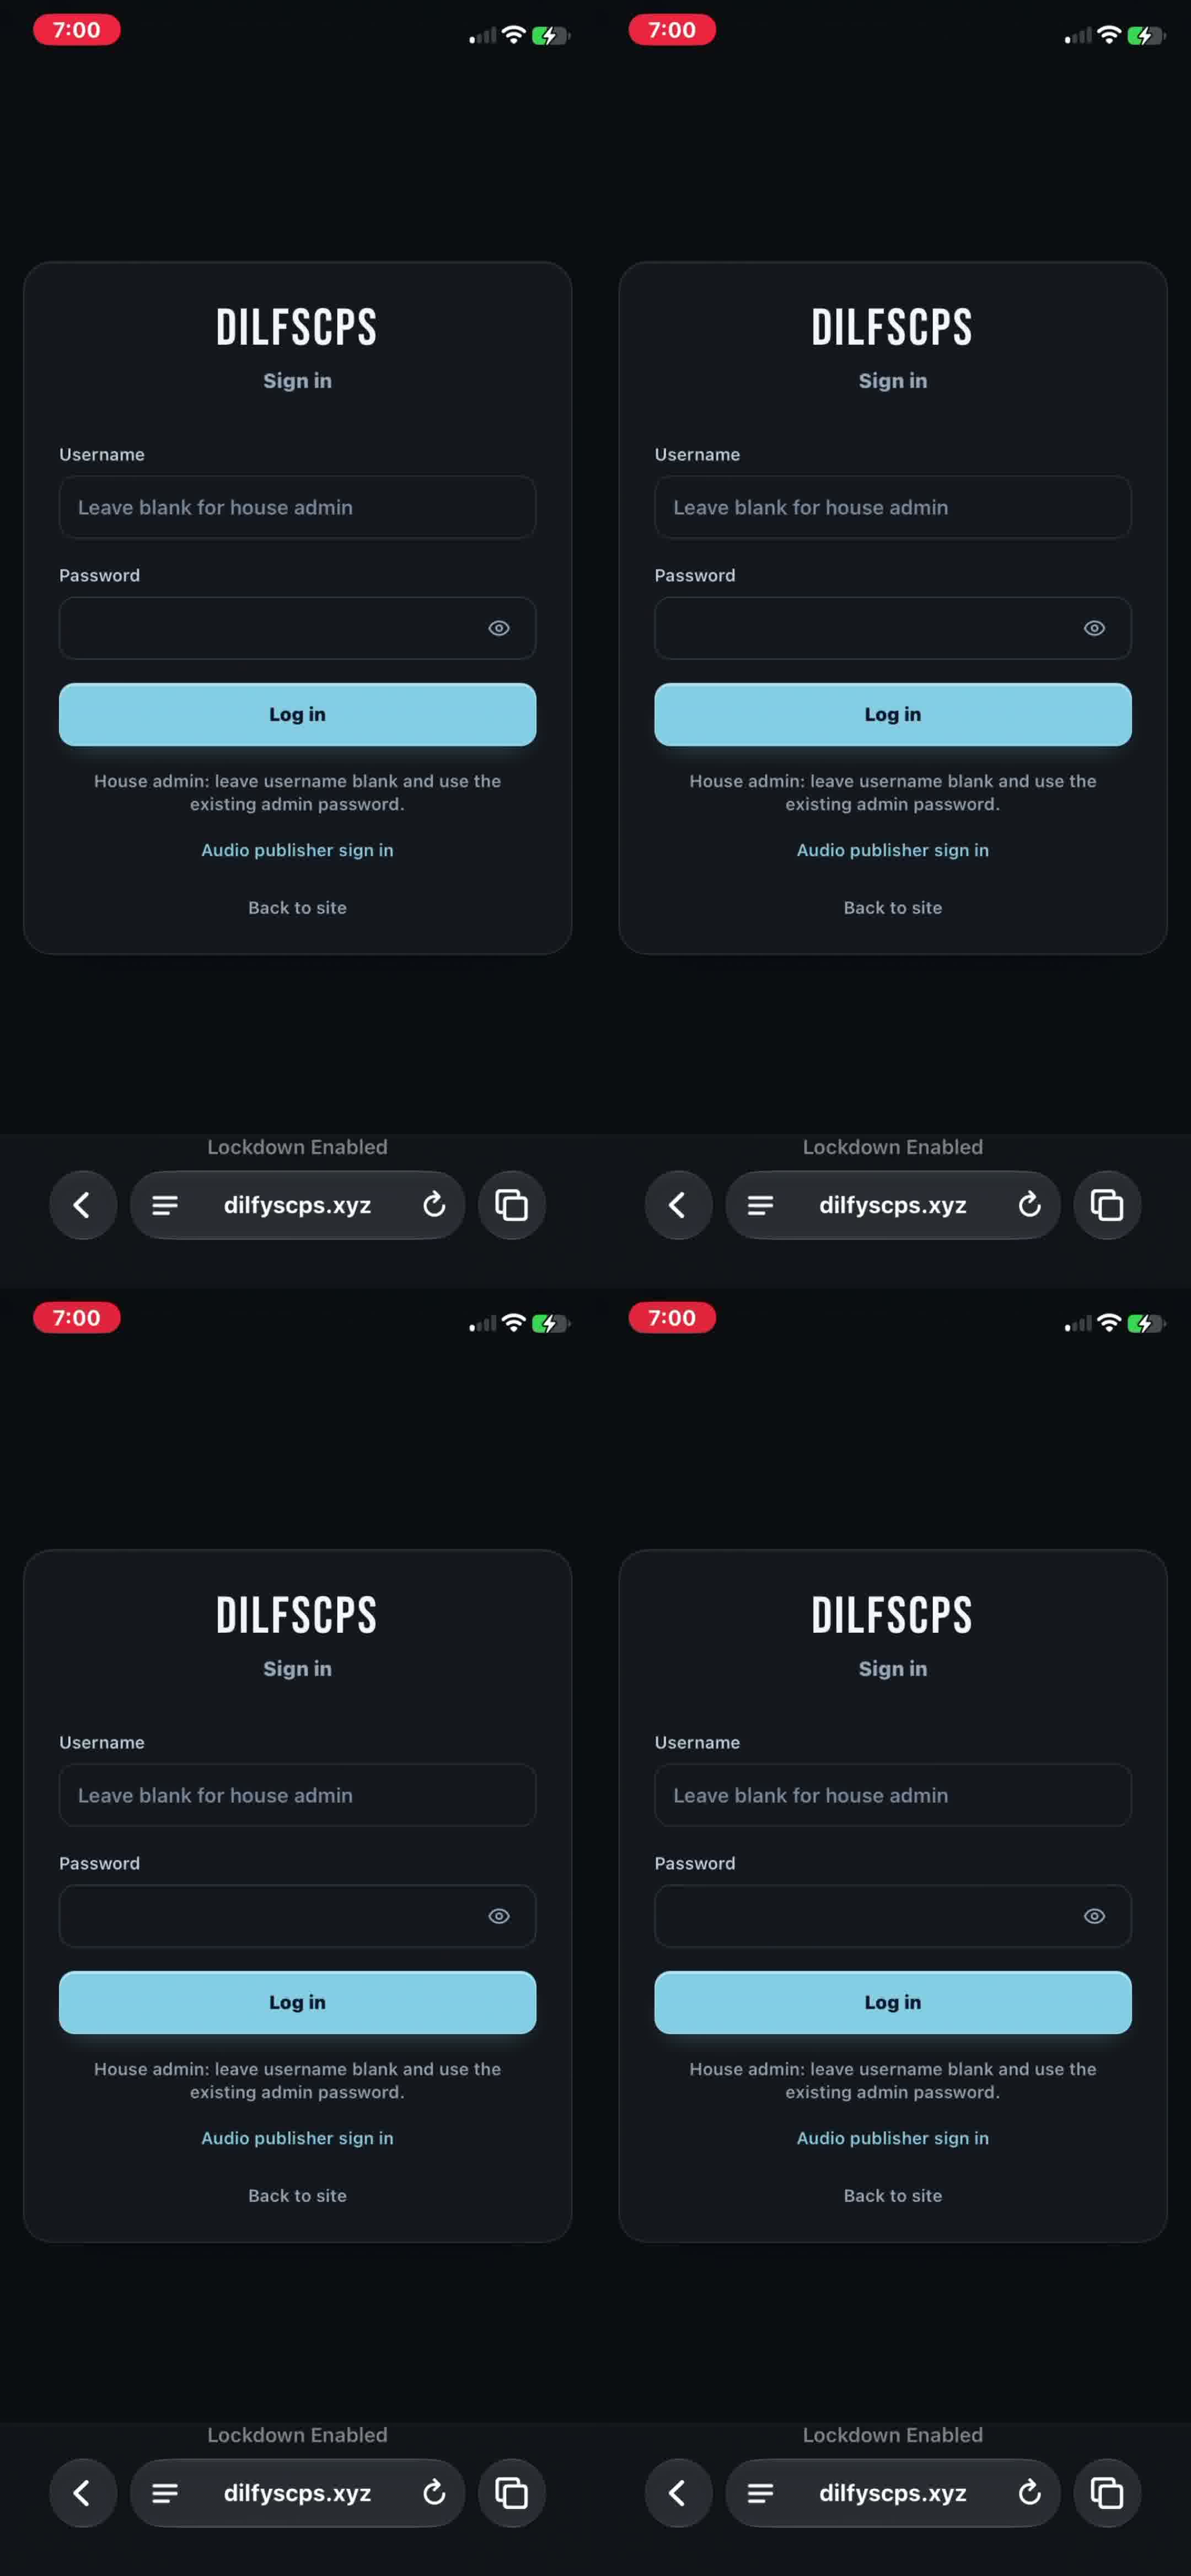 7:00
DILFSCPS
Sign in
Username
Leave blank for house admin
Password
Log in
House admin: leave username blank and use the
existing admin password.
Audio publisher sign in
Back to site
Lockdown Enabled
dilfyscps.xyz
7:00
DILFSCPS
Sign in
Username
Leave blank for house admin
Password
Log in
House admin: leave username blank and use the
existing admin password.
Audio publisher sign in
Back to site
Lockdown Enabled
dilfyscps.xyz
7:00
DILFSCPS
Sign in
Username
Leave blank for house admin
Password
Log in
House admin: leave username blank and use the
existing admin password.
Audio publisher sign in
Back to site
Lockdown Enabled
dilfyscps.xyz
7:00
DILFSCPS
Sign in
Username
Leave blank for house admin
Password
Log in
House admin: leave username blank and use the
existing admin password.
Audio publisher sign in
Back to site
Lockdown Enabled
dilfyscps.xyz